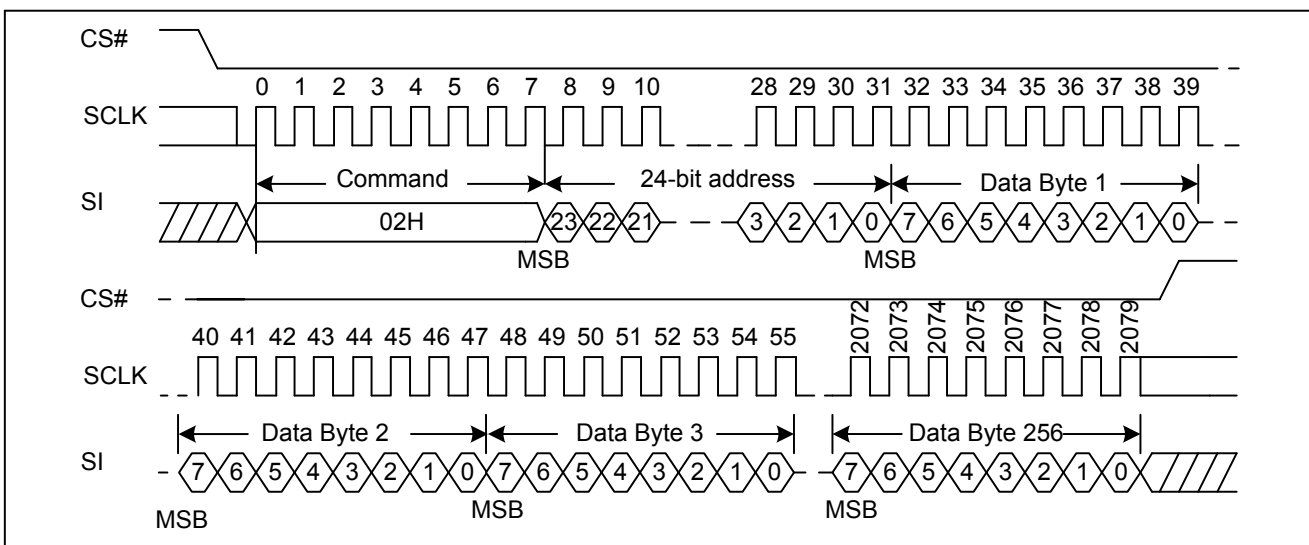 CS#
0 1 2 3 4 5 6 7 8 9 10 28 29 30 31 32 33 34 35 36 37 38 39
SCLK
Command 24-bit address Data Byte 1
SI
02H 23 22 21 3 2 1 0 7 6 5 4 3 2 1 0
MSB MSB
CS#
40 41 42 43 44 45 46 47 48 49 50 51 52 53 54 55 2072 2073 2074 2075 2076 2077 2078 2079
SCLK
Data Byte 2 Data Byte 3 Data Byte 256
SI
7 6 5 4 3 2 1 0 7 6 5 4 3 2 1 0 7 6 5 4 3 2 1 0
MSB MSB MSB